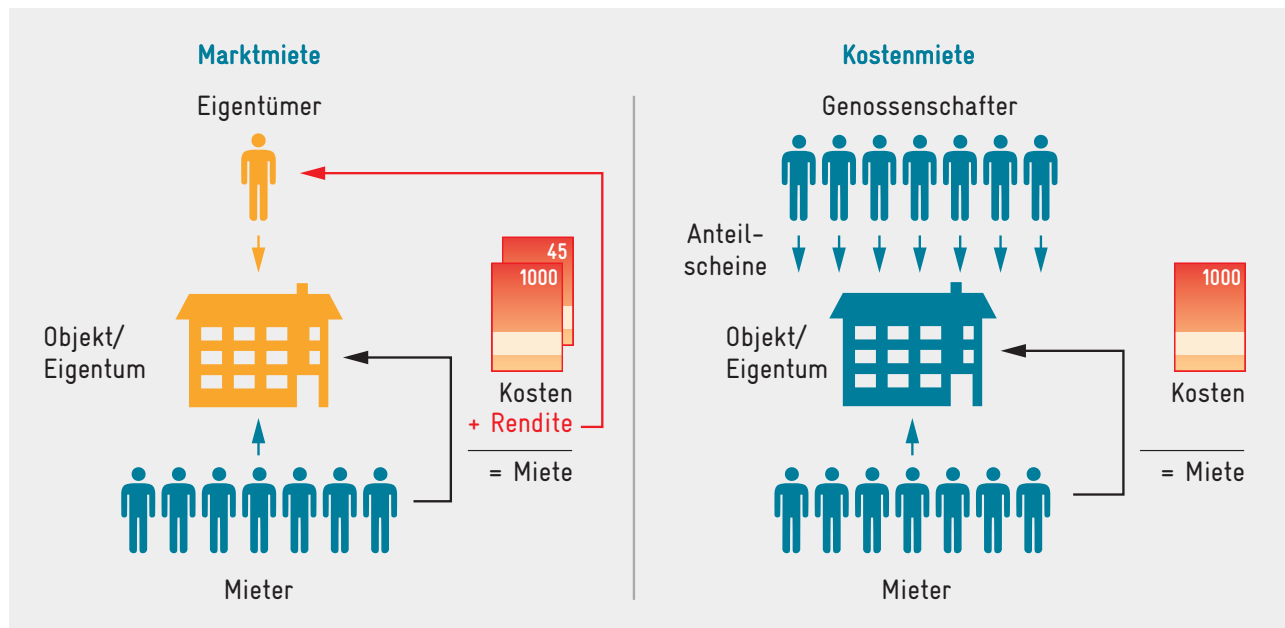 Marktmiete
Eigentümer
45
1000
Objekt/
Eigentum
Kosten
+ Rendite
= Miete
Mieter
Kostenmiete
Genossenschafter
Anteil-
scheine
1000
Objekt/
Eigentum
Kosten
= Miete
Mieter